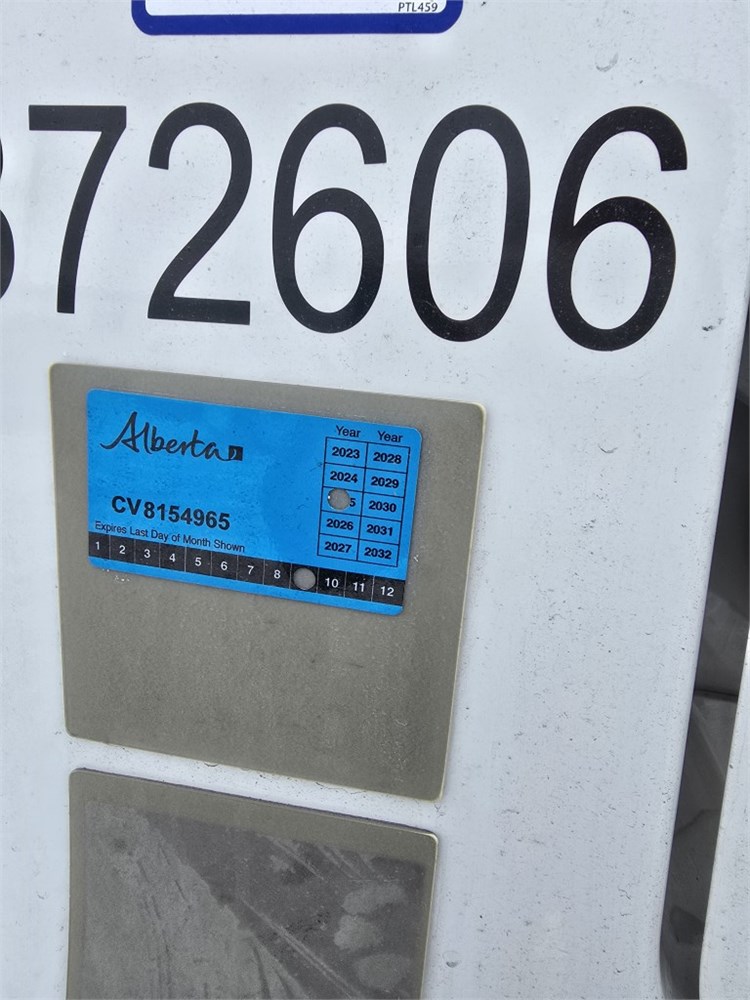 PTL459
72606
Alberta
Year Year
2023 2028
2024 2029
5 2030
2026 2031
2027 2032
CV8154965
Expires Last Day of Month Shown
1 2 3 4 5 6 7 8 10 11 12